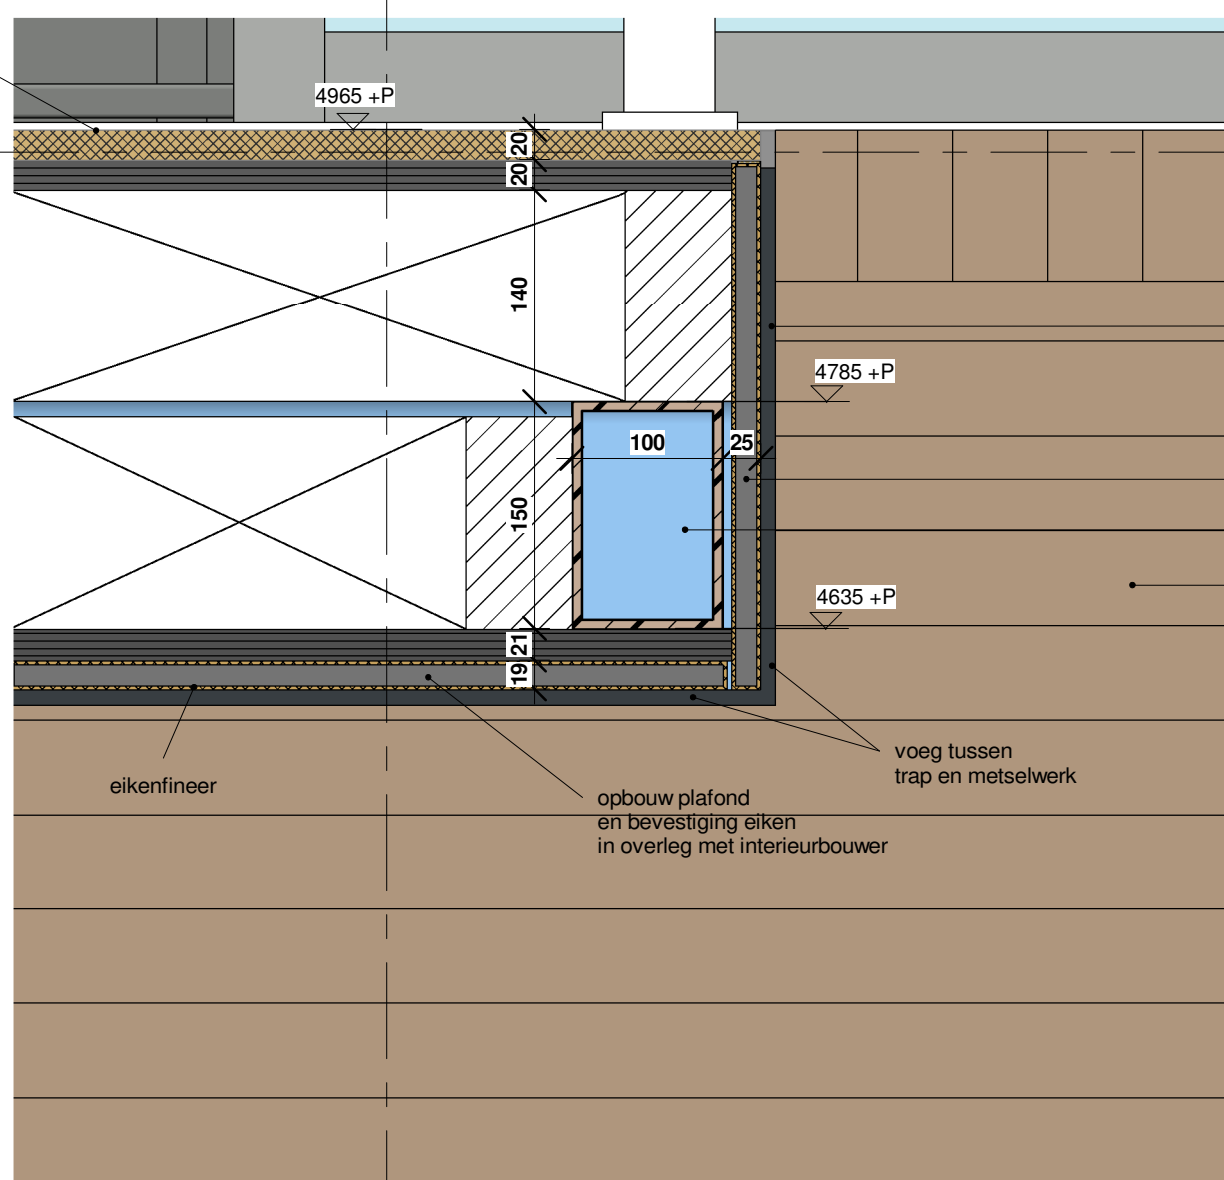 4965 +P
20
20
140
4785 +P
100
25
150
4635 +P
21
19
voeg tussen
trap en metselwerk
eikenfineer
opbouw plafond
en bevestiging eiken
in overleg met interieurbouwer